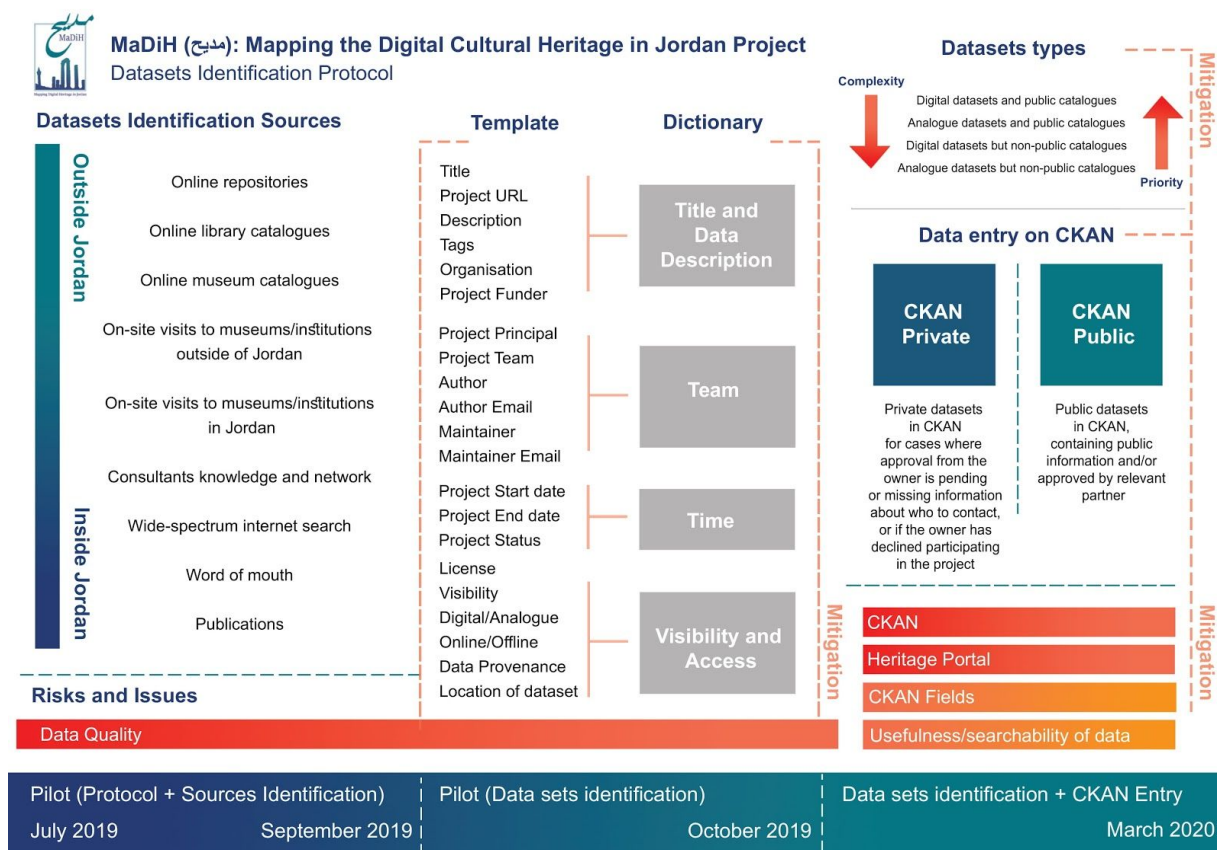 مديح
MaDiH
Mapping Digital Heritage in Jordan
MaDiH (مديح): Mapping the Digital Cultural Heritage in Jordan Project
Datasets Identification Protocol
Datasets Identification Sources
Outside Jordan
Inside Jordan
Online repositories
Online library catalogues
Online museum catalogues
On-site visits to museums/institutions
outside of Jordan
On-site visits to museums/institutions
in Jordan
Consultants knowledge and network
Wide-spectrum internet search
Word of mouth
Publications
Template
Title
Project URL
Description
Tags
Organisation
Project Funder
Project Principal
Project Team
Author
Author Email
Maintainer
Maintainer Email
Project Start date
Project End date
Project Status
License
Visibility
Digital/Analogue
Online/Offline
Data Provenance
Location of dataset
Dictionary
Title and
Data
Description
Team
Time
Visibility and
Access
Mitigation
Datasets types
Complexity
Digital datasets and public catalogues
Analogue datasets and public catalogues
Digital datasets but non-public catalogues
Analogue datasets but non-public catalogues
Priority
Mitigation
Data entry on CKAN
CKAN
Private
Private datasets
in CKAN
for cases where
approval from the
owner is pending
or missing information
about who to contact,
or if the owner has
declined participating
in the project
CKAN
Public
Public datasets
in CKAN,
containing public
information and/or
approved by relevant
partner
Mitigation
CKAN
Heritage Portal
CKAN Fields
Usefulness/searchability of data
Risks and Issues
Data Quality
Pilot (Protocol + Sources Identification)
July 2019
September 2019
Pilot (Data sets identification)
October 2019
Data sets identification + CKAN Entry
March 2020